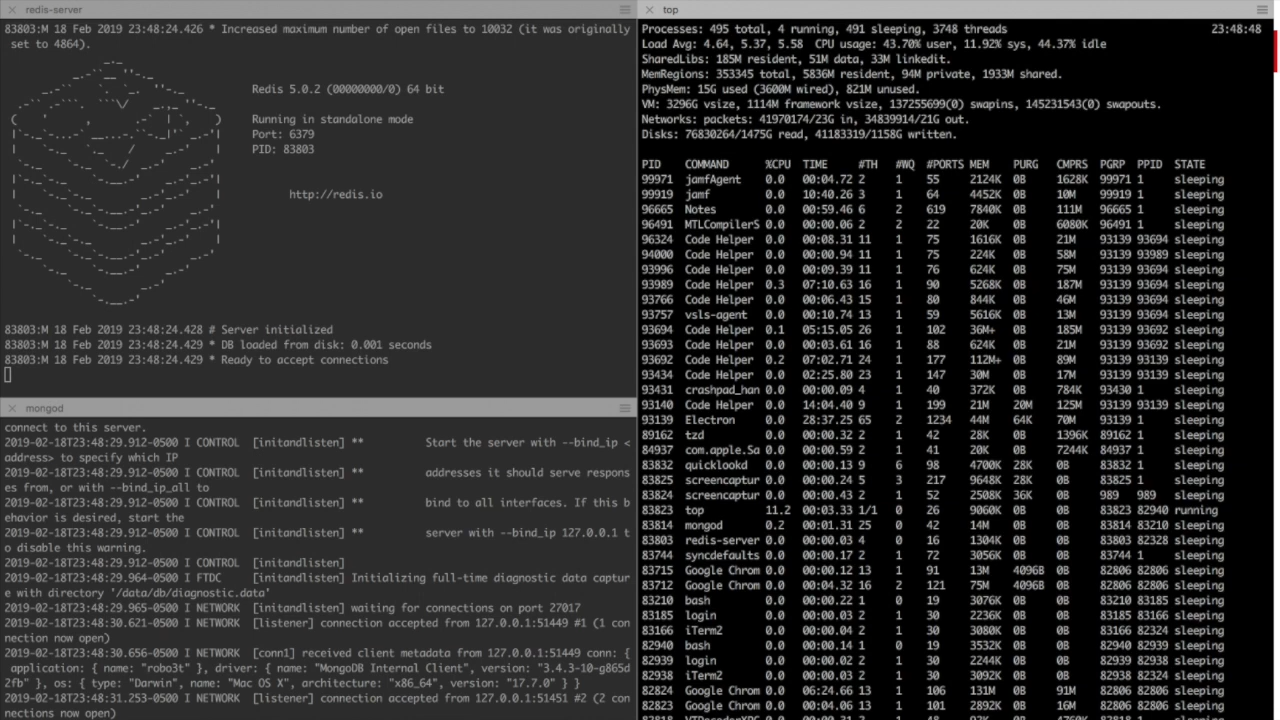 redis-server
83803:M 18 Feb 2019 23:48:24.426 * Increased maximum number of open files to 10032 (it was originally
set to 4864).
Redis 5.0.2 (00000000/0) 64 bit
Running in standalone mode
Port: 6379
PID: 83803
http://redis.io
83803:M 18 Feb 2019 23:48:24.428 # Server initialized
83803:M 18 Feb 2019 23:48:24.429 * DB loaded from disk: 0.001 seconds
83803:M 18 Feb 2019 23:48:24.429 * Ready to accept connections
mongod
connect to this server.
2019-02-18T23:48:29.912-0500 I CONTROL  [initandlisten] **          Start the server with --bind_ip <
address> to specify which IP
2019-02-18T23:48:29.912-0500 I CONTROL  [initandlisten] **          addresses it should serve respons
es from, or with --bind_ip_all to
2019-02-18T23:48:29.912-0500 I CONTROL  [initandlisten] **          bind to all interfaces. If this b
ehavior is desired, start the
2019-02-18T23:48:29.912-0500 I CONTROL  [initandlisten] **          server with --bind_ip 127.0.0.1 t
o disable this warning.
2019-02-18T23:48:29.912-0500 I CONTROL  [initandlisten]
2019-02-18T23:48:29.964-0500 I FTDC     [initandlisten] Initializing full-time diagnostic data captur
e with directory '/data/db/diagnostic.data'
2019-02-18T23:48:29.965-0500 I NETWORK  [initandlisten] waiting for connections on port 27017
2019-02-18T23:48:30.621-0500 I NETWORK  [listener] connection accepted from 127.0.0.1:51449 #1 (1 co
nnection now open)
2019-02-18T23:48:30.656-0500 I NETWORK  [conn1] received client metadata from 127.0.0.1:51449 conn: {
application: { name: "robo3t" }, driver: { name: "MongoDB Internal Client", version: "3.4.3-10-g865d
2fb" }, os: { type: "Darwin", name: "Mac OS X", architecture: "x86_64", version: "17.7.0" } }
2019-02-18T23:48:31.253-0500 I NETWORK  [listener] connection accepted from 127.0.0.1:51451 #2 (2 con
nections now open)
top
Processes: 495 total, 4 running, 491 sleeping, 3748 threads 23:48:48
Load Avg: 4.64, 5.37, 5.58  CPU usage: 43.70% user, 11.92% sys, 44.37% idle
SharedLibs: 185M resident, 51M data, 33M linkedit.
MemRegions: 353345 total, 5836M resident, 94M private, 1933M shared.
PhysMem: 15G used (3600M wired), 821M unused.
VM: 3296G vsize, 1114M framework vsize, 137255699(0) swapins, 145231543(0) swapouts.
Networks: packets: 41970174/23G in, 34839914/21G out.
Disks: 76830264/1475G read, 41183319/1158G written.
PID COMMAND %CPU TIME #TH #WQ #PORTS MEM PURG CMPRS PGRP PPID STATE
99971 jamfAgent 0.0 00:04.72 2 1 55 2124K 0B 1628K 99971 1 sleeping
99919 jamf 0.0 10:40.26 3 1 64 4452K 0B 10M 99919 1 sleeping
96665 Notes 0.0 00:59.46 6 2 619 7840K 0B 111M 96665 1 sleeping
96491 MTLCompilerS 0.0 00:00.06 2 2 22 20K 0B 6080K 96491 1 sleeping
96324 Code Helper 0.0 00:08.31 11 1 75 1616K 0B 21M 93139 93694 sleeping
94000 Code Helper 0.0 00:00.94 11 1 75 224K 0B 58M 93139 93989 sleeping
93996 Code Helper 0.0 00:09.39 11 1 76 624K 0B 75M 93139 93694 sleeping
93989 Code Helper 0.3 07:10.63 16 1 90 5268K 0B 187M 93139 93694 sleeping
93766 Code Helper 0.0 00:06.43 15 1 80 844K 0B 46M 93139 93694 sleeping
93757 vsls-agent 0.0 00:10.74 13 1 59 5616K 0B 13M 93139 93694 sleeping
93694 Code Helper 0.1 05:15.05 26 1 102 36M+ 0B 185M 93139 93692 sleeping
93693 Code Helper 0.0 00:03.61 16 1 88 624K 0B 21M 93139 93692 sleeping
93692 Code Helper 0.2 07:02.71 24 1 177 112M+ 0B 89M 93139 93139 sleeping
93434 Code Helper 0.0 02:25.80 23 1 147 30M 0B 17M 93139 93139 sleeping
93431 crashpad_han 0.0 00:00.09 4 1 40 372K 0B 784K 93430 1 sleeping
93140 Code Helper 0.0 14:04.40 9 1 199 21M 20M 125M 93139 93139 sleeping
93139 Electron 0.0 28:37.25 65 2 1234 44M 64K 70M 93139 1 sleeping
89162 tzd 0.0 00:00.32 2 1 42 28K 0B 1396K 89162 1 sleeping
84937 com.apple.Sa 0.0 00:00.59 2 1 41 20K 0B 7244K 84937 1 sleeping
83832 quicklookd 0.0 00:00.13 9 6 98 4700K 28K 0B 83832 1 sleeping
83825 screencaptur 0.0 00:00.24 5 3 217 9648K 28K 0B 83825 1 sleeping
83824 screencaptur 0.0 00:00.43 2 1 52 2508K 36K 0B 989 989 sleeping
83823 top 11.2 00:03.33 1/1 0 26 9060K 0B 0B 83823 82940 running
83814 mongod 0.2 00:01.31 25 0 42 14M 0B 0B 83814 83210 sleeping
83803 redis-server 0.0 00:00.03 4 0 16 1304K 0B 0B 83803 82328 sleeping
83744 syncdefaults 0.0 00:00.17 2 1 72 3056K 0B 0B 83744 1 sleeping
83715 Google Chrom 0.0 00:00.12 13 1 91 13M 4096B 0B 82806 82806 sleeping
83712 Google Chrom 0.0 00:04.32 16 2 121 75M 4096B 0B 82806 82806 sleeping
83210 bash 0.0 00:00.22 1 0 19 3076K 0B 0B 83210 83185 sleeping
83185 login 0.0 00:00.03 2 1 30 2236K 0B 0B 83185 83166 sleeping
83166 iTerm2 0.0 00:00.04 2 1 30 3080K 0B 0B 83166 82324 sleeping
82940 bash 0.0 00:00.14 1 0 19 3532K 0B 0B 82940 82939 sleeping
82939 login 0.0 00:00.02 2 1 30 2244K 0B 0B 82939 82938 sleeping
82938 iTerm2 0.0 00:00.03 2 1 30 3092K 0B 0B 82938 82324 sleeping
82824 Google Chrom 0.0 06:24.66 13 1 106 131M 0B 91M 82806 82806 sleeping
82823 Google Chrom 0.0 00:04.06 13 1 101 2892K 0B 16M 82806 82806 sleeping